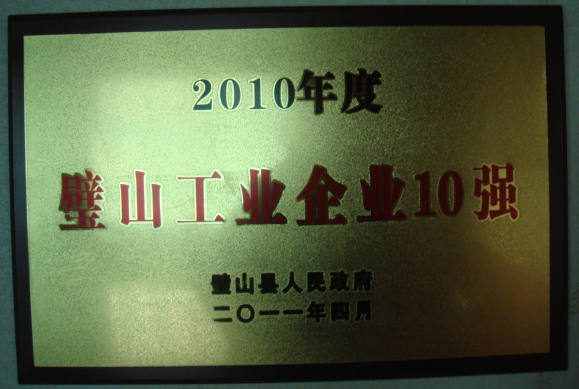 2010年度
璧山工业企业10强
璧山县人民政府
二〇一一年四月